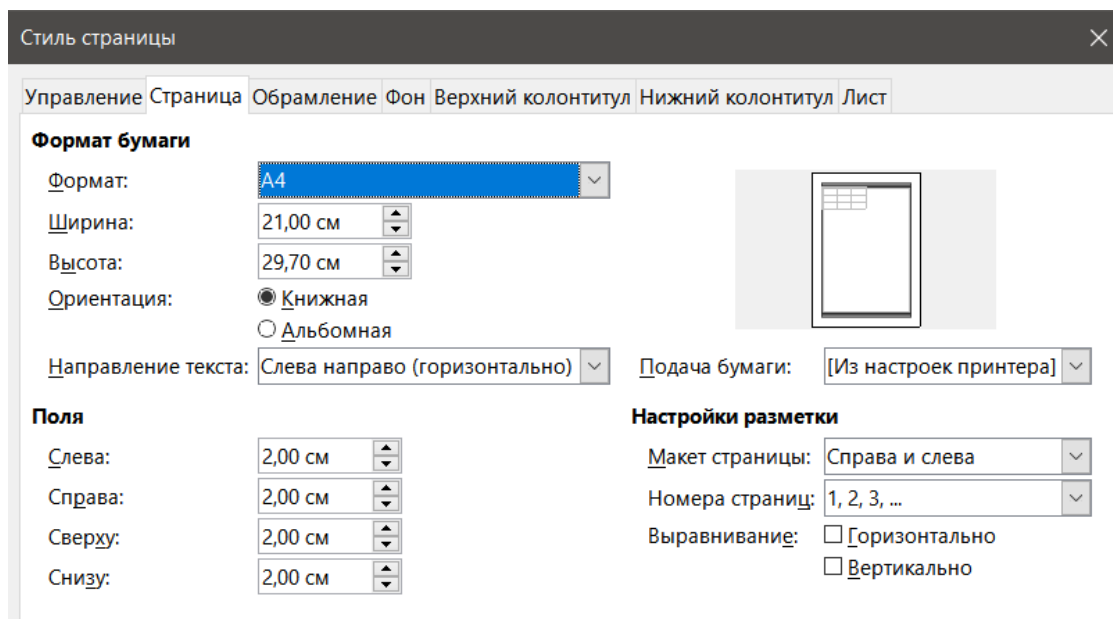 Стиль страницы
Управление Страница Обрамление Фон Верхний колонтитул Нижний колонтитул Лист
Формат бумаги
Формат: A4
Ширина: 21,00 см
Высота: 29,70 см
Ориентация: Книжная
Альбомная
Направление текста: Слева направо (горизонтально) Подача бумаги: [Из настроек принтера]
Поля Настройки разметки
Слева: 2,00 см Макет страницы: Справа и слева
Справа: 2,00 см Номера страниц: 1, 2, 3, ...
Сверху: 2,00 см Выравнивание: Горизонтально
Снизу: 2,00 см Вертикально